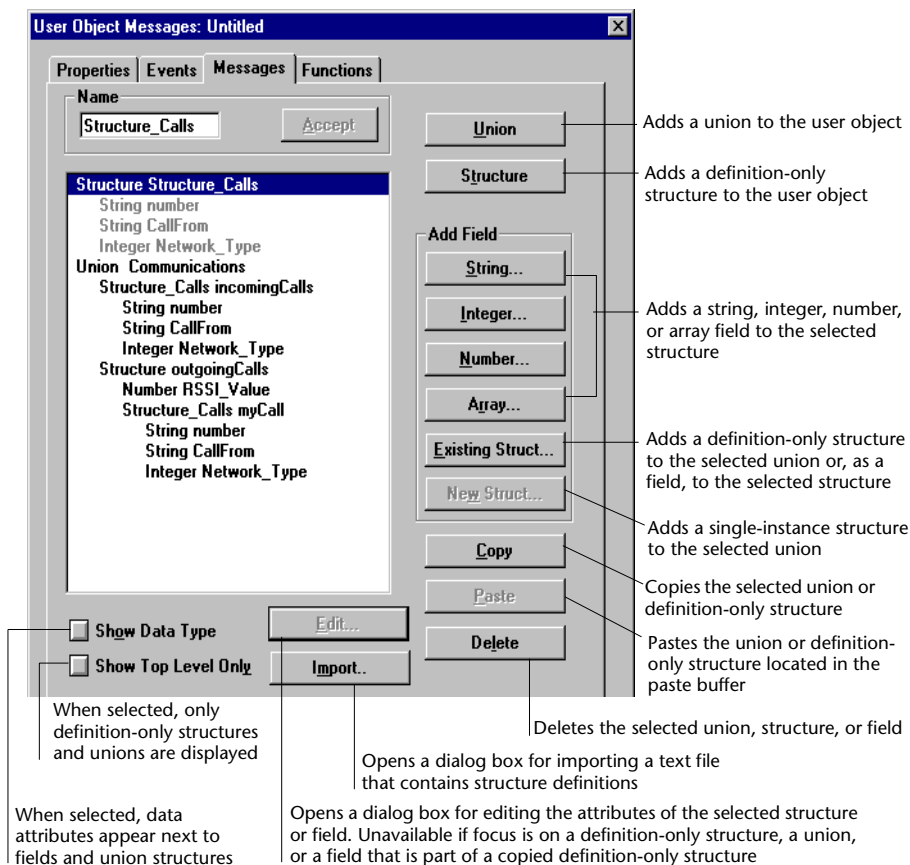 User Object Messages: Untitled
Properties
Events
Messages
Functions
Name
Structure_Calls
Accept
Structure Structure_Calls
String number
String CallFrom
Integer Network_Type
Union Communications
Structure_Calls incomingCalls
String number
String CallFrom
Integer Network_Type
Structure outgoingCalls
Number RSSI_Value
Structure_Calls myCall
String number
String CallFrom
Integer Network_Type
Show Data Type
Show Top Level Only
Edit...
Import..
Union
Structure
Add Field
String...
Integer...
Number...
Array...
Existing Struct...
New Struct...
Copy
Paste
Delete
Adds a union to the user object
Adds a definition-only
structure to the user object
Adds a string, integer, number,
or array field to the selected
structure
Adds a definition-only structure
to the selected union or, as a
field, to the selected structure
Adds a single-instance structure
to the selected union
Copies the selected union or
definition-only structure
Pastes the union or definition-
only structure located in the
paste buffer
Deletes the selected union, structure, or field
When selected, only
definition-only structures
and unions are displayed
Opens a dialog box for importing a text file
that contains structure definitions
When selected, data
attributes appear next to
fields and union structures
Opens a dialog box for editing the attributes of the selected structure
or field. Unavailable if focus is on a definition-only structure, a union,
or a field that is part of a copied definition-only structure